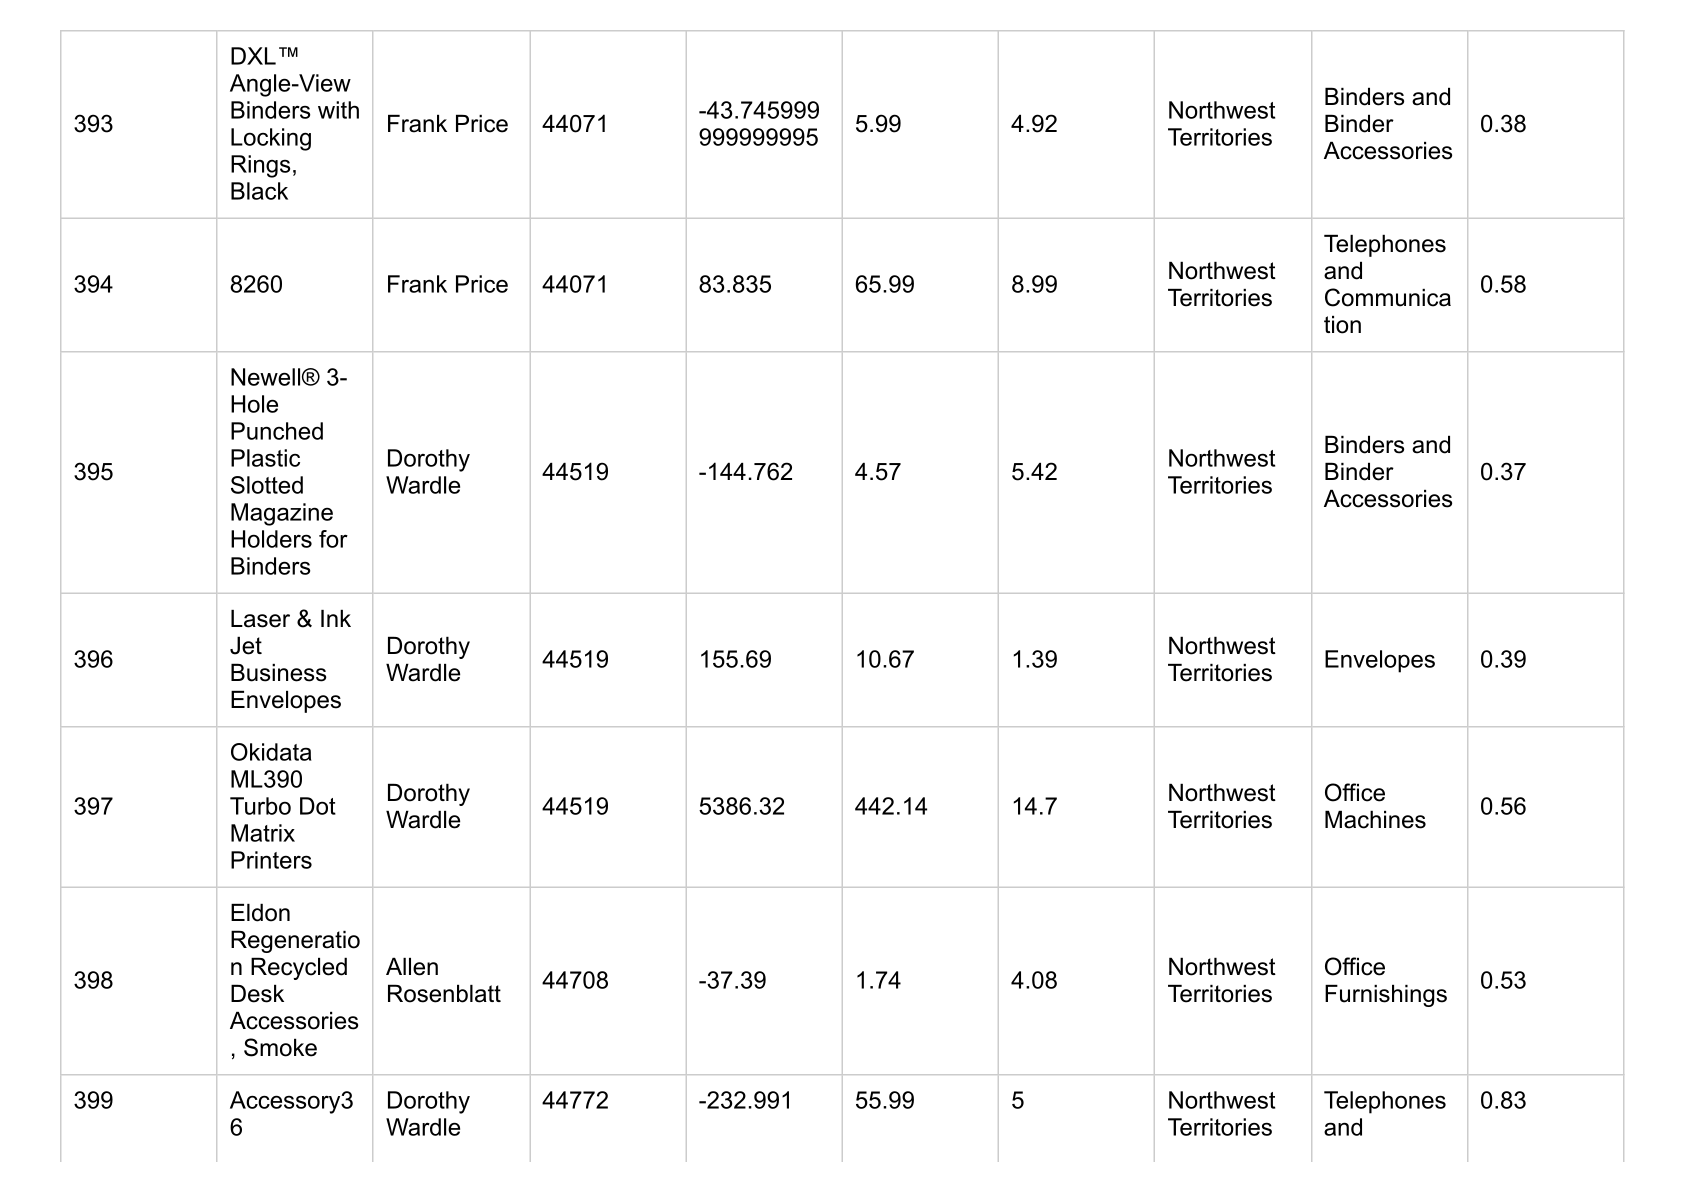 393
DXL™
Angle-View
Binders with
Locking
Rings,
Black
Frank Price
44071
-43.745999
999999995
5.99
4.92
Northwest
Territories
Binders and
Binder
Accessories
0.38
394
8260
Frank Price
44071
83.835
65.99
8.99
Northwest
Territories
Telephones
and
Communica
tion
0.58
395
Newell® 3-
Hole
Punched
Plastic
Slotted
Magazine
Holders for
Binders
Dorothy
Wardle
44519
-144.762
4.57
5.42
Northwest
Territories
Binders and
Binder
Accessories
0.37
396
Laser & Ink
Jet
Business
Envelopes
Dorothy
Wardle
44519
155.69
10.67
1.39
Northwest
Territories
Envelopes
0.39
397
Okidata
ML390
Turbo Dot
Matrix
Printers
Dorothy
Wardle
44519
5386.32
442.14
14.7
Northwest
Territories
Office
Machines
0.56
398
Eldon
Regeneratio
n Recycled
Desk
Accessories
, Smoke
Allen
Rosenblatt
44708
-37.39
1.74
4.08
Northwest
Territories
Office
Furnishings
0.53
399
Accessory3
6
Dorothy
Wardle
44772
-232.991
55.99
5
Northwest
Territories
Telephones
and
0.83